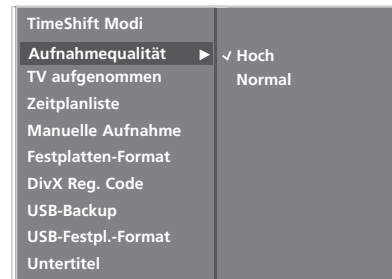 TimeShift Modi
Aufnahmequalität ▶ ✓ Hoch
TV aufgenommen Normal
Zeitplanliste
Manuelle Aufnahme
Festplatten-Format
DivX Reg. Code
USB-Backup
USB-Festpl.-Format
Untertitel